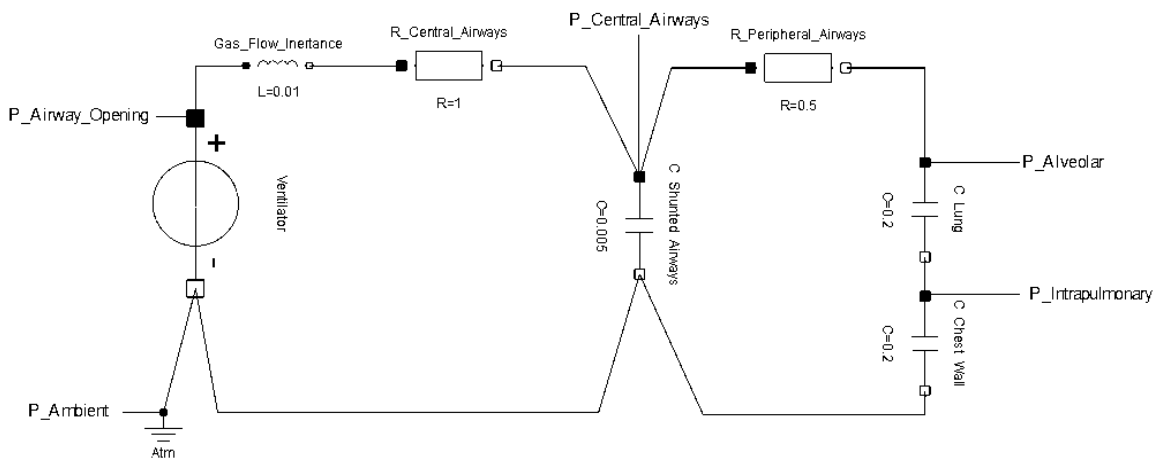 P_Central_Airways
Gas_Flow_Inertance
R_Central_Airways
R_Peripheral_Airways
L=0.01
R=1
R=0.5
P_Airway_Opening
+
Ventilator
-
C Shunted Airways
C=0.005
P_Alveolar
C Lung
C=0.2
P_Intrapulmonary
C Chest Wall
C=0.2
P_Ambient
Atm